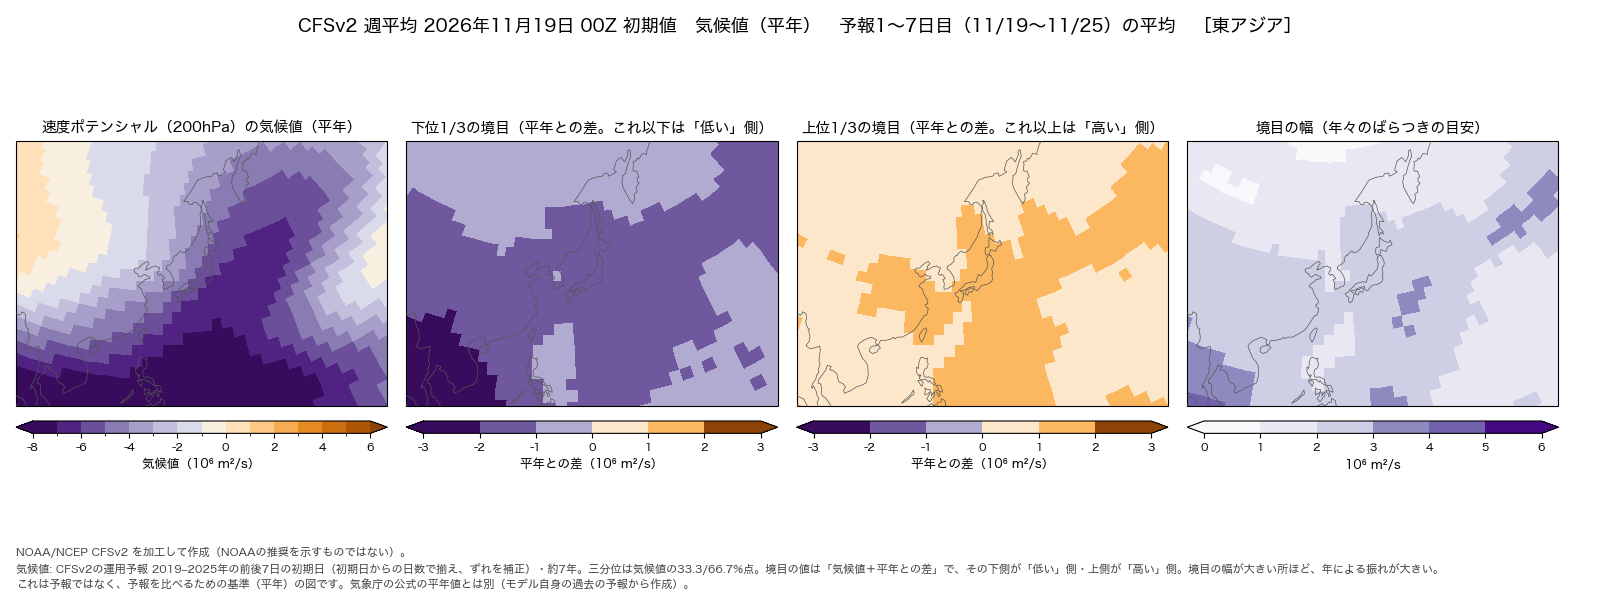 CFSv2 週平均 2026年11月19日 00Z 初期値　気候値（平年）　予報1〜7日目（11/19〜11/25）の平均　［東アジア］
速度ポテンシャル（200hPa）の気候値（平年）
下位1/3の境目（平年との差。これ以下は「低い」側）
上位1/3の境目（平年との差。これ以上は「高い」側）
境目の幅（年々のばらつきの目安）
-8 -6 -4 -2 0 2 4 6
-3 -2 -1 0 1 2 3
-3 -2 -1 0 1 2 3
0 1 2 3 4 5 6
気候値（10⁶ m²/s）
平年との差（10⁶ m²/s）
平年との差（10⁶ m²/s）
10⁶ m²/s
NOAA/NCEP CFSv2 を加工して作成（NOAAの推奨を示すものではない）。
気候値: CFSv2の運用予報 2019–2025年の前後7日の初期日（初期日からの日数で揃え、ずれを補正）・約7年。三分位は気候値の33.3/66.7%点。境目の値は「気候値＋平年との差」で、その下側が「低い」側・上側が「高い」側。境目の幅が大きい所ほど、年による振れが大きい。
これは予報ではなく、予報を比べるための基準（平年）の図です。気象庁の公式の平年値とは別（モデル自身の過去の予報から作成）。